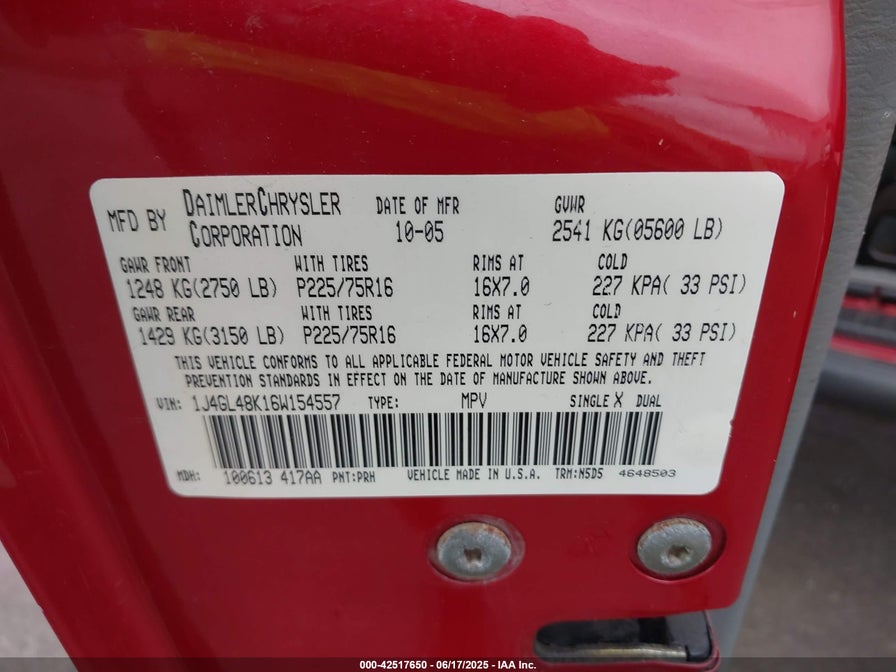 MFD BY DAIMLERCHRYSLER CORPORATION DATE OF MFR 10-05 GVWR 2541 KG(05600 LB)
GAWR FRONT WITH TIRES RIMS AT COLD
1248 KG(2750 LB) P225/75R16 16X7.0 227 KPA( 33 PSI)
GAWR REAR WITH TIRES RIMS AT COLD
1429 KG(3150 LB) P225/75R16 16X7.0 227 KPA( 33 PSI)
THIS VEHICLE CONFORMS TO ALL APPLICABLE FEDERAL MOTOR VEHICLE SAFETY AND THEFT
PREVENTION STANDARDS IN EFFECT ON THE DATE OF MANUFACTURE SHOWN ABOVE.
VIN: 1J4GL48K16W154557 TYPE: MPV SINGLE X DUAL
MDH: 100613 417AA PNT:PRH VEHICLE MADE IN U.S.A. TRM:N5D5 4648503
000-42517650 - 06/17/2025 - IAA Inc.